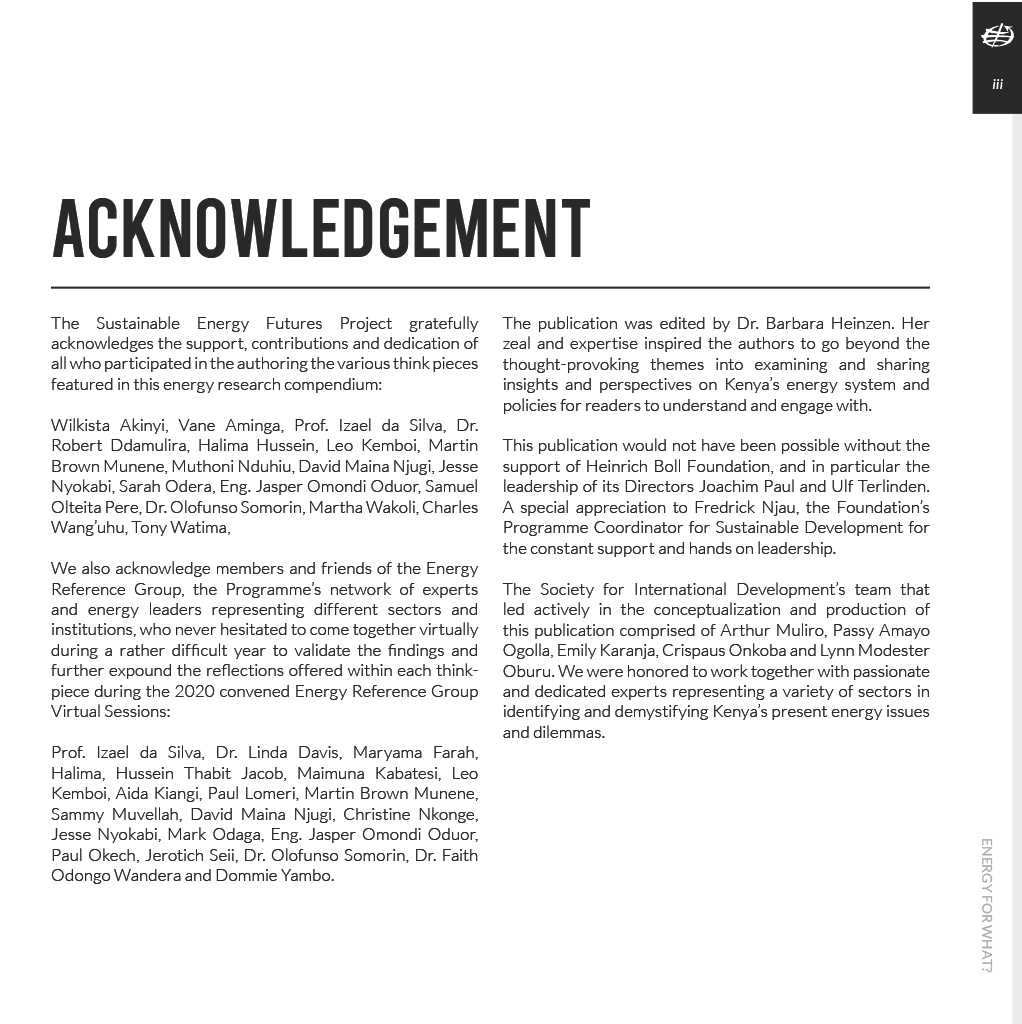 iii
ACKNOWLEDGEMENT
The Sustainable Energy Futures Project gratefully
acknowledges the support, contributions and dedication of
all who participated in the authoring the various think pieces
featured in this energy research compendium:
Wilkista Akinyi, Vane Aminga, Prof. Izael da Silva, Dr.
Robert Ddamulira, Halima Hussein, Leo Kemboi, Martin
Brown Munene, Muthoni Nduhiu, David Maina Njugi, Jesse
Nyokabi, Sarah Odera, Eng. Jasper Omondi Oduor, Samuel
Olteita Pere, Dr. Olofunso Somorin, Martha Wakoli, Charles
Wang'uhu, Tony Watima,
We also acknowledge members and friends of the Energy
Reference Group, the Programme's network of experts
and energy leaders representing different sectors and
institutions, who never hesitated to come together virtually
during a rather difficult year to validate the findings and
further expound the reflections offered within each think-
piece during the 2020 convened Energy Reference Group
Virtual Sessions:
Prof. Izael da Silva, Dr. Linda Davis, Maryama Farah,
Halima, Hussein Thabit Jacob, Maimuna Kabatesi, Leo
Kemboi, Aida Kiangi, Paul Lomeri, Martin Brown Munene,
Sammy Muvellah, David Maina Njugi, Christine Nkonge,
Jesse Nyokabi, Mark Odaga, Eng. Jasper Omondi Oduor,
Paul Okech, Jerotich Seii, Dr. Olofunso Somorin, Dr. Faith
Odongo Wandera and Dommie Yambo.
The publication was edited by Dr. Barbara Heinzen. Her
zeal and expertise inspired the authors to go beyond the
thought-provoking themes into examining and sharing
insights and perspectives on Kenya's energy system and
policies for readers to understand and engage with.
This publication would not have been possible without the
support of Heinrich Boll Foundation, and in particular the
leadership of its Directors Joachim Paul and Ulf Terlinden.
A special appreciation to Fredrick Njau, the Foundation's
Programme Coordinator for Sustainable Development for
the constant support and hands on leadership.
The Society for International Development's team that
led actively in the conceptualization and production of
this publication comprised of Arthur Muliro, Passy Amayo
Ogolla, Emily Karanja, Crispaus Onkoba and Lynn Modester
Oburu. We were honored to work together with passionate
and dedicated experts representing a variety of sectors in
identifying and demystifying Kenya's present energy issues
and dilemmas.
ENERGY FOR WHAT?